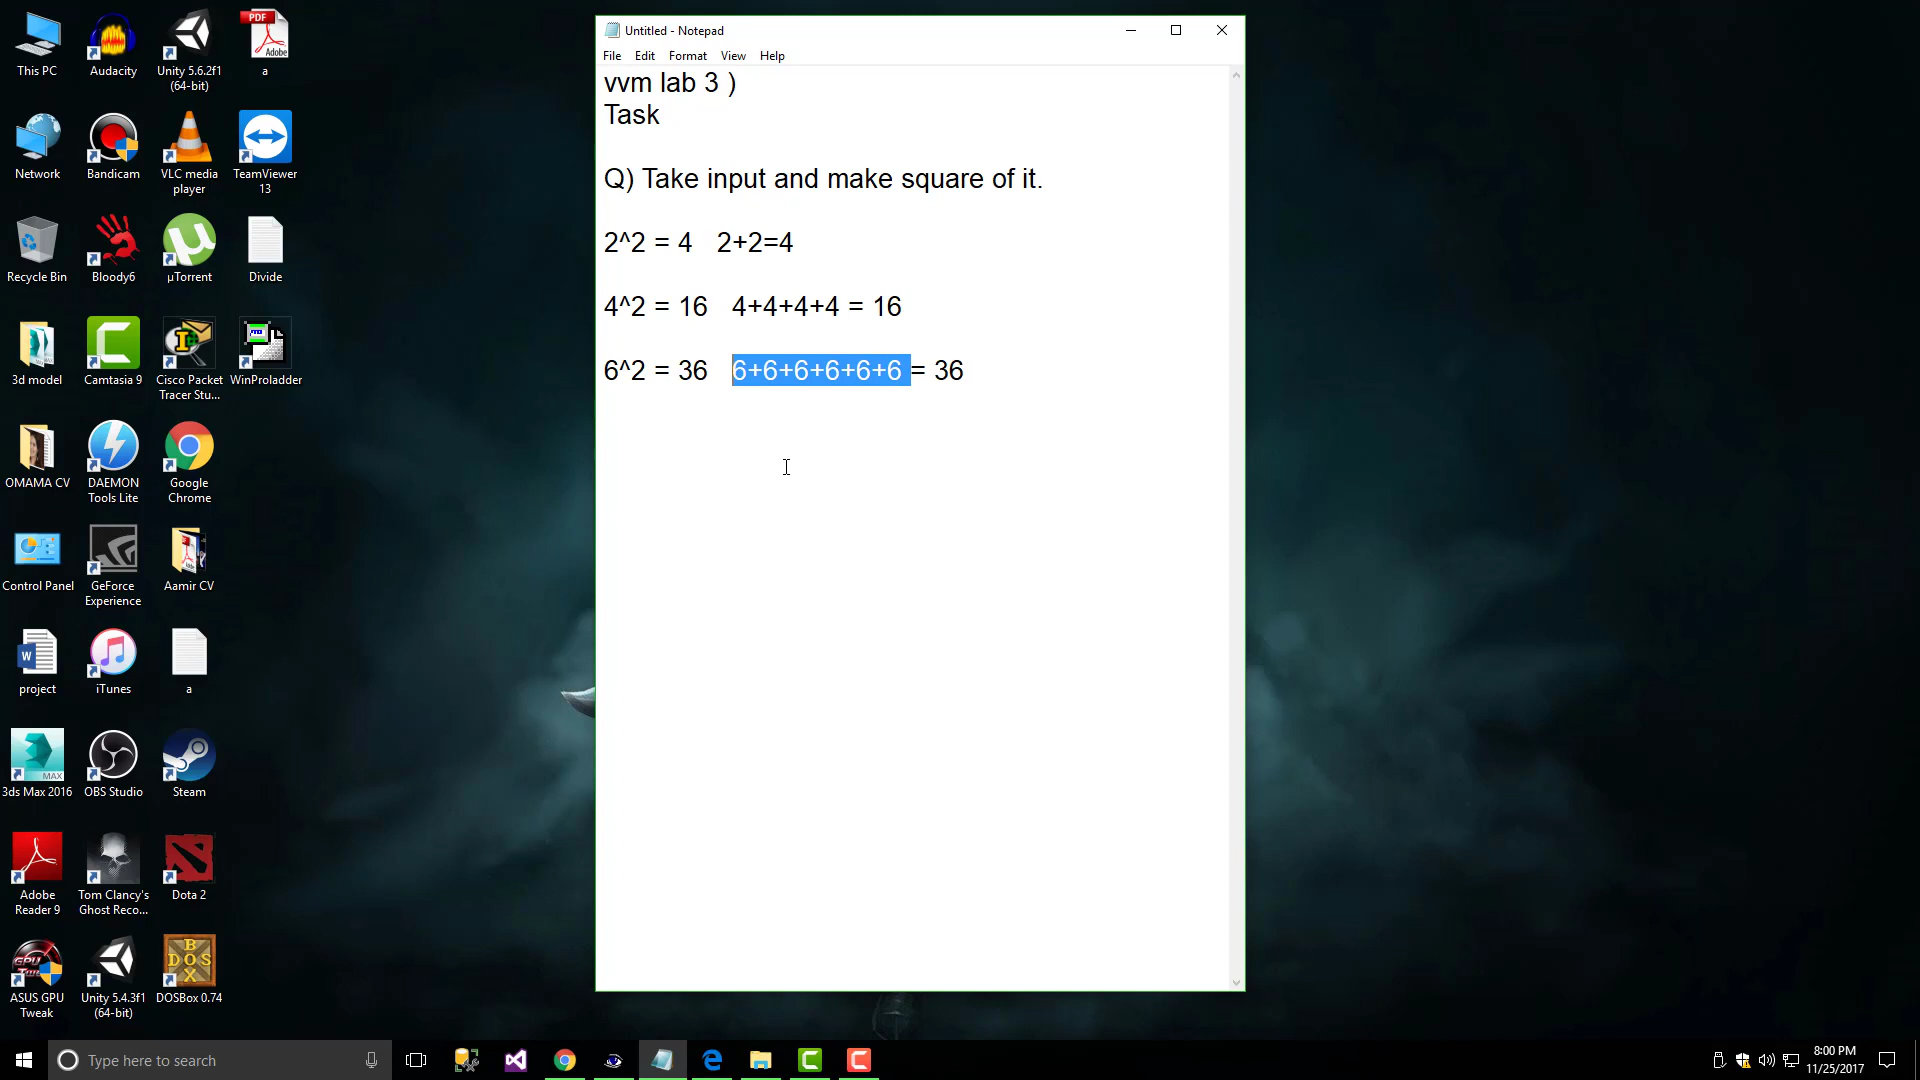 This PC
Audacity
Unity 5.6.2f1
(64-bit)
PDF
Adobe
a
Network
Bandicam
VLC media
player
TeamViewer
13
Recycle Bin
Bloody6
µTorrent
Divide
3d model
Camtasia 9
Cisco Packet
Tracer Stu...
WinProladder
OMAMA CV
DAEMON
Tools Lite
Google
Chrome
Control Panel
GeForce
Experience
Aamir CV
project
iTunes
a
MAX
3ds Max 2016
OBS Studio
Steam
Adobe
Reader 9
Tom Clancy's
Ghost Reco...
Dota 2
ASUS GPU
Tweak
Unity 5.4.3f1
(64-bit)
DOSBox 0.74
Untitled - Notepad
File Edit Format View Help
vvm lab 3 )
Task
Q) Take input and make square of it.
2^2 = 4 2+2=4
4^2 = 16 4+4+4+4 = 16
6^2 = 36 6+6+6+6+6+6 = 36
Type here to search
8:00 PM
11/25/2017